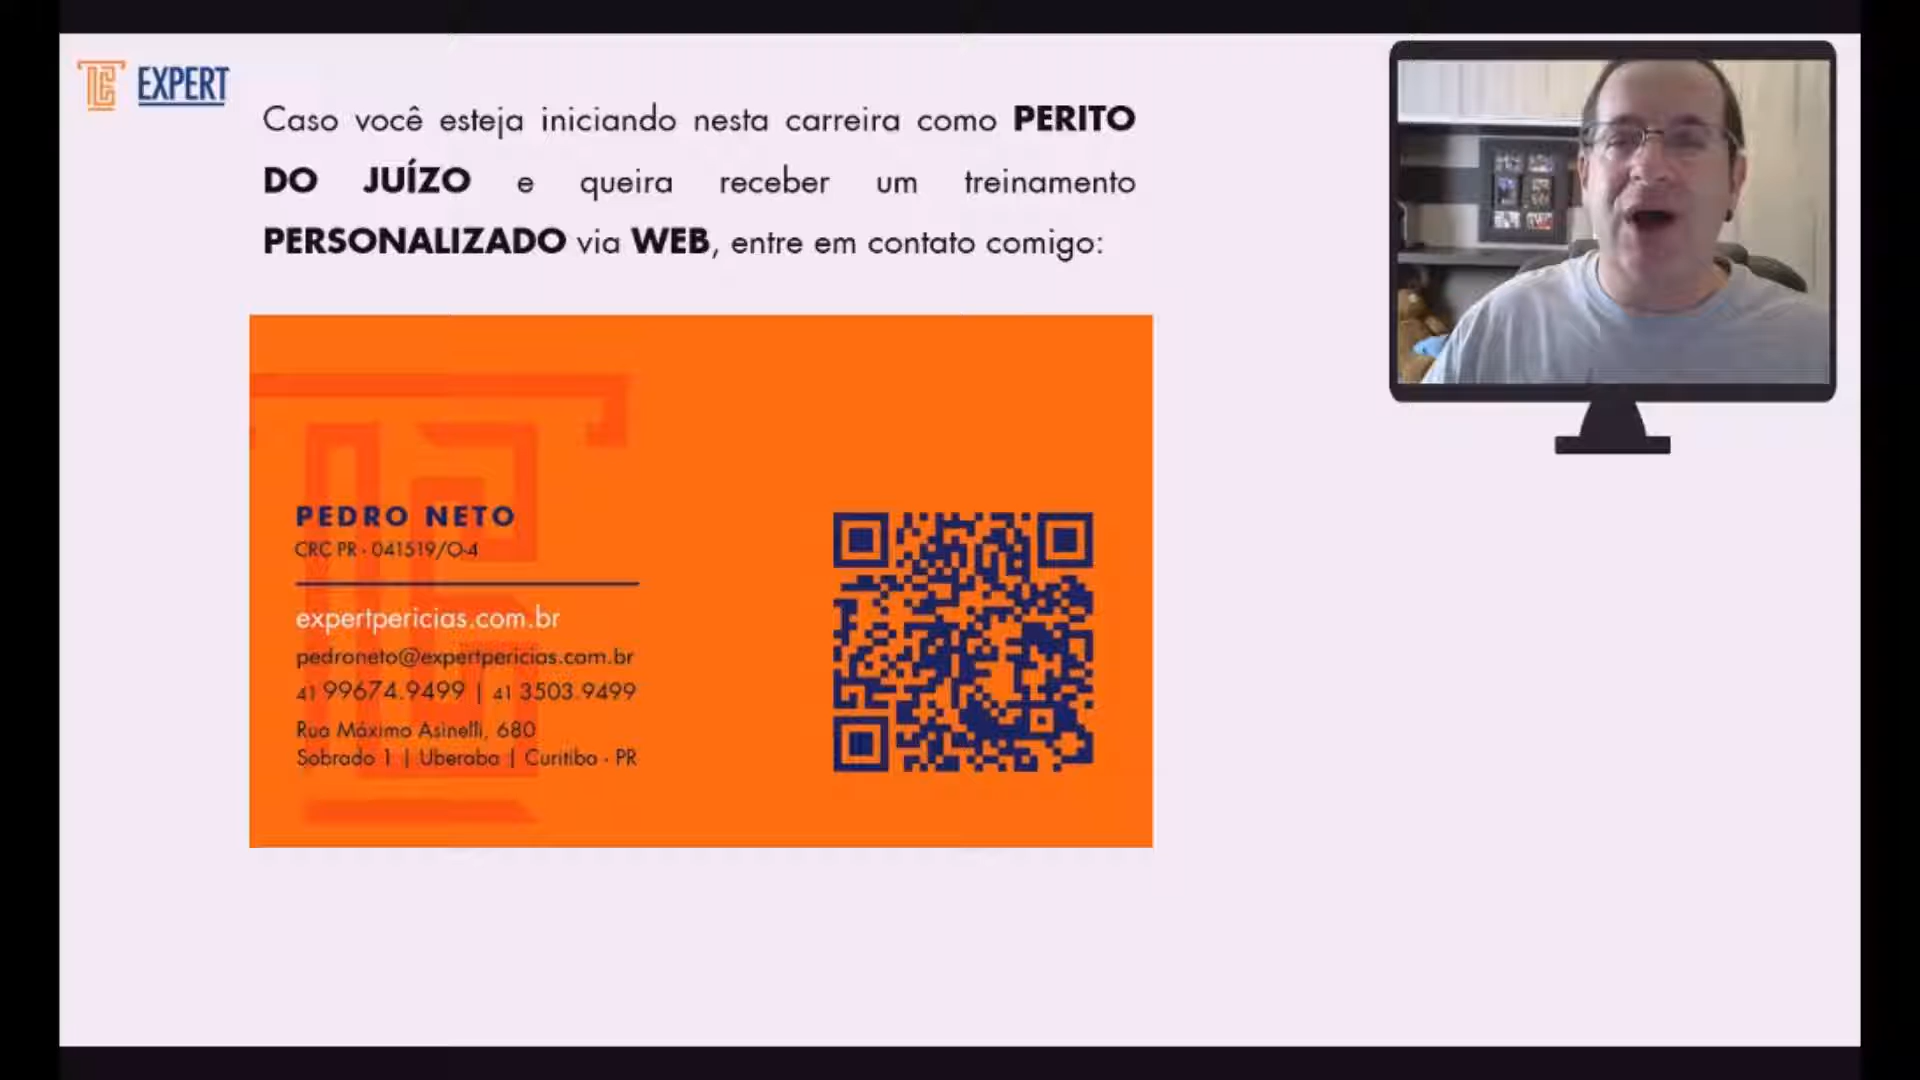 EXPERT
Caso você esteja iniciando nesta carreira como PERITO
DO JUÍZO e queira receber um treinamento
PERSONALIZADO via WEB, entre em contato comigo:
PEDRO NETO
CRC PR - 041519/O-4
expertpericias.com.br
pedroneto@expertpericias.com.br
41 99674.9499 | 41 3503.9499
Rua Máximo Asinelli, 680
Sobrado 1 | Uberaba | Curitiba - PR